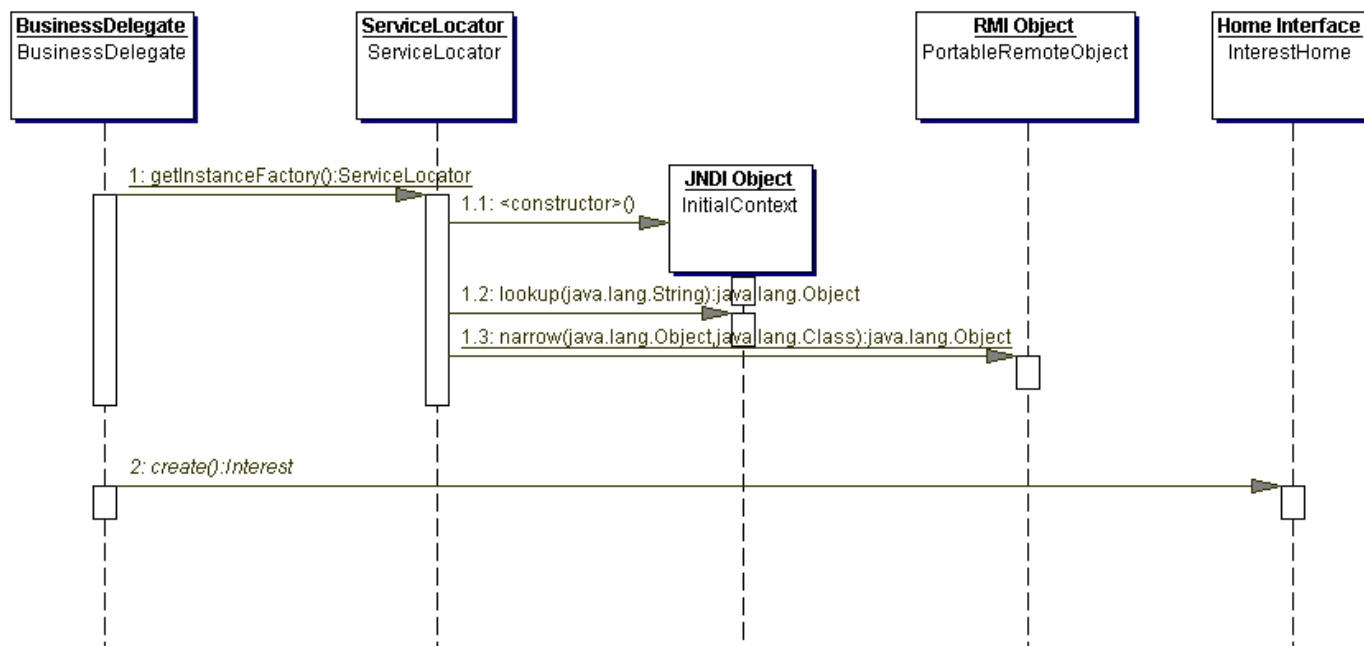 BusinessDelegate
BusinessDelegate
ServiceLocator
ServiceLocator
RMI Object
PortableRemoteObject
Home Interface
InterestHome
1: getInstanceFactory():ServiceLocator
JNDI Object
InitialContext
1.1: <constructor>()
1.2: lookup(java.lang.String):java.lang.Object
1.3: narrow(java.lang.Object,java.lang.Class):java.lang.Object
2: create():Interest